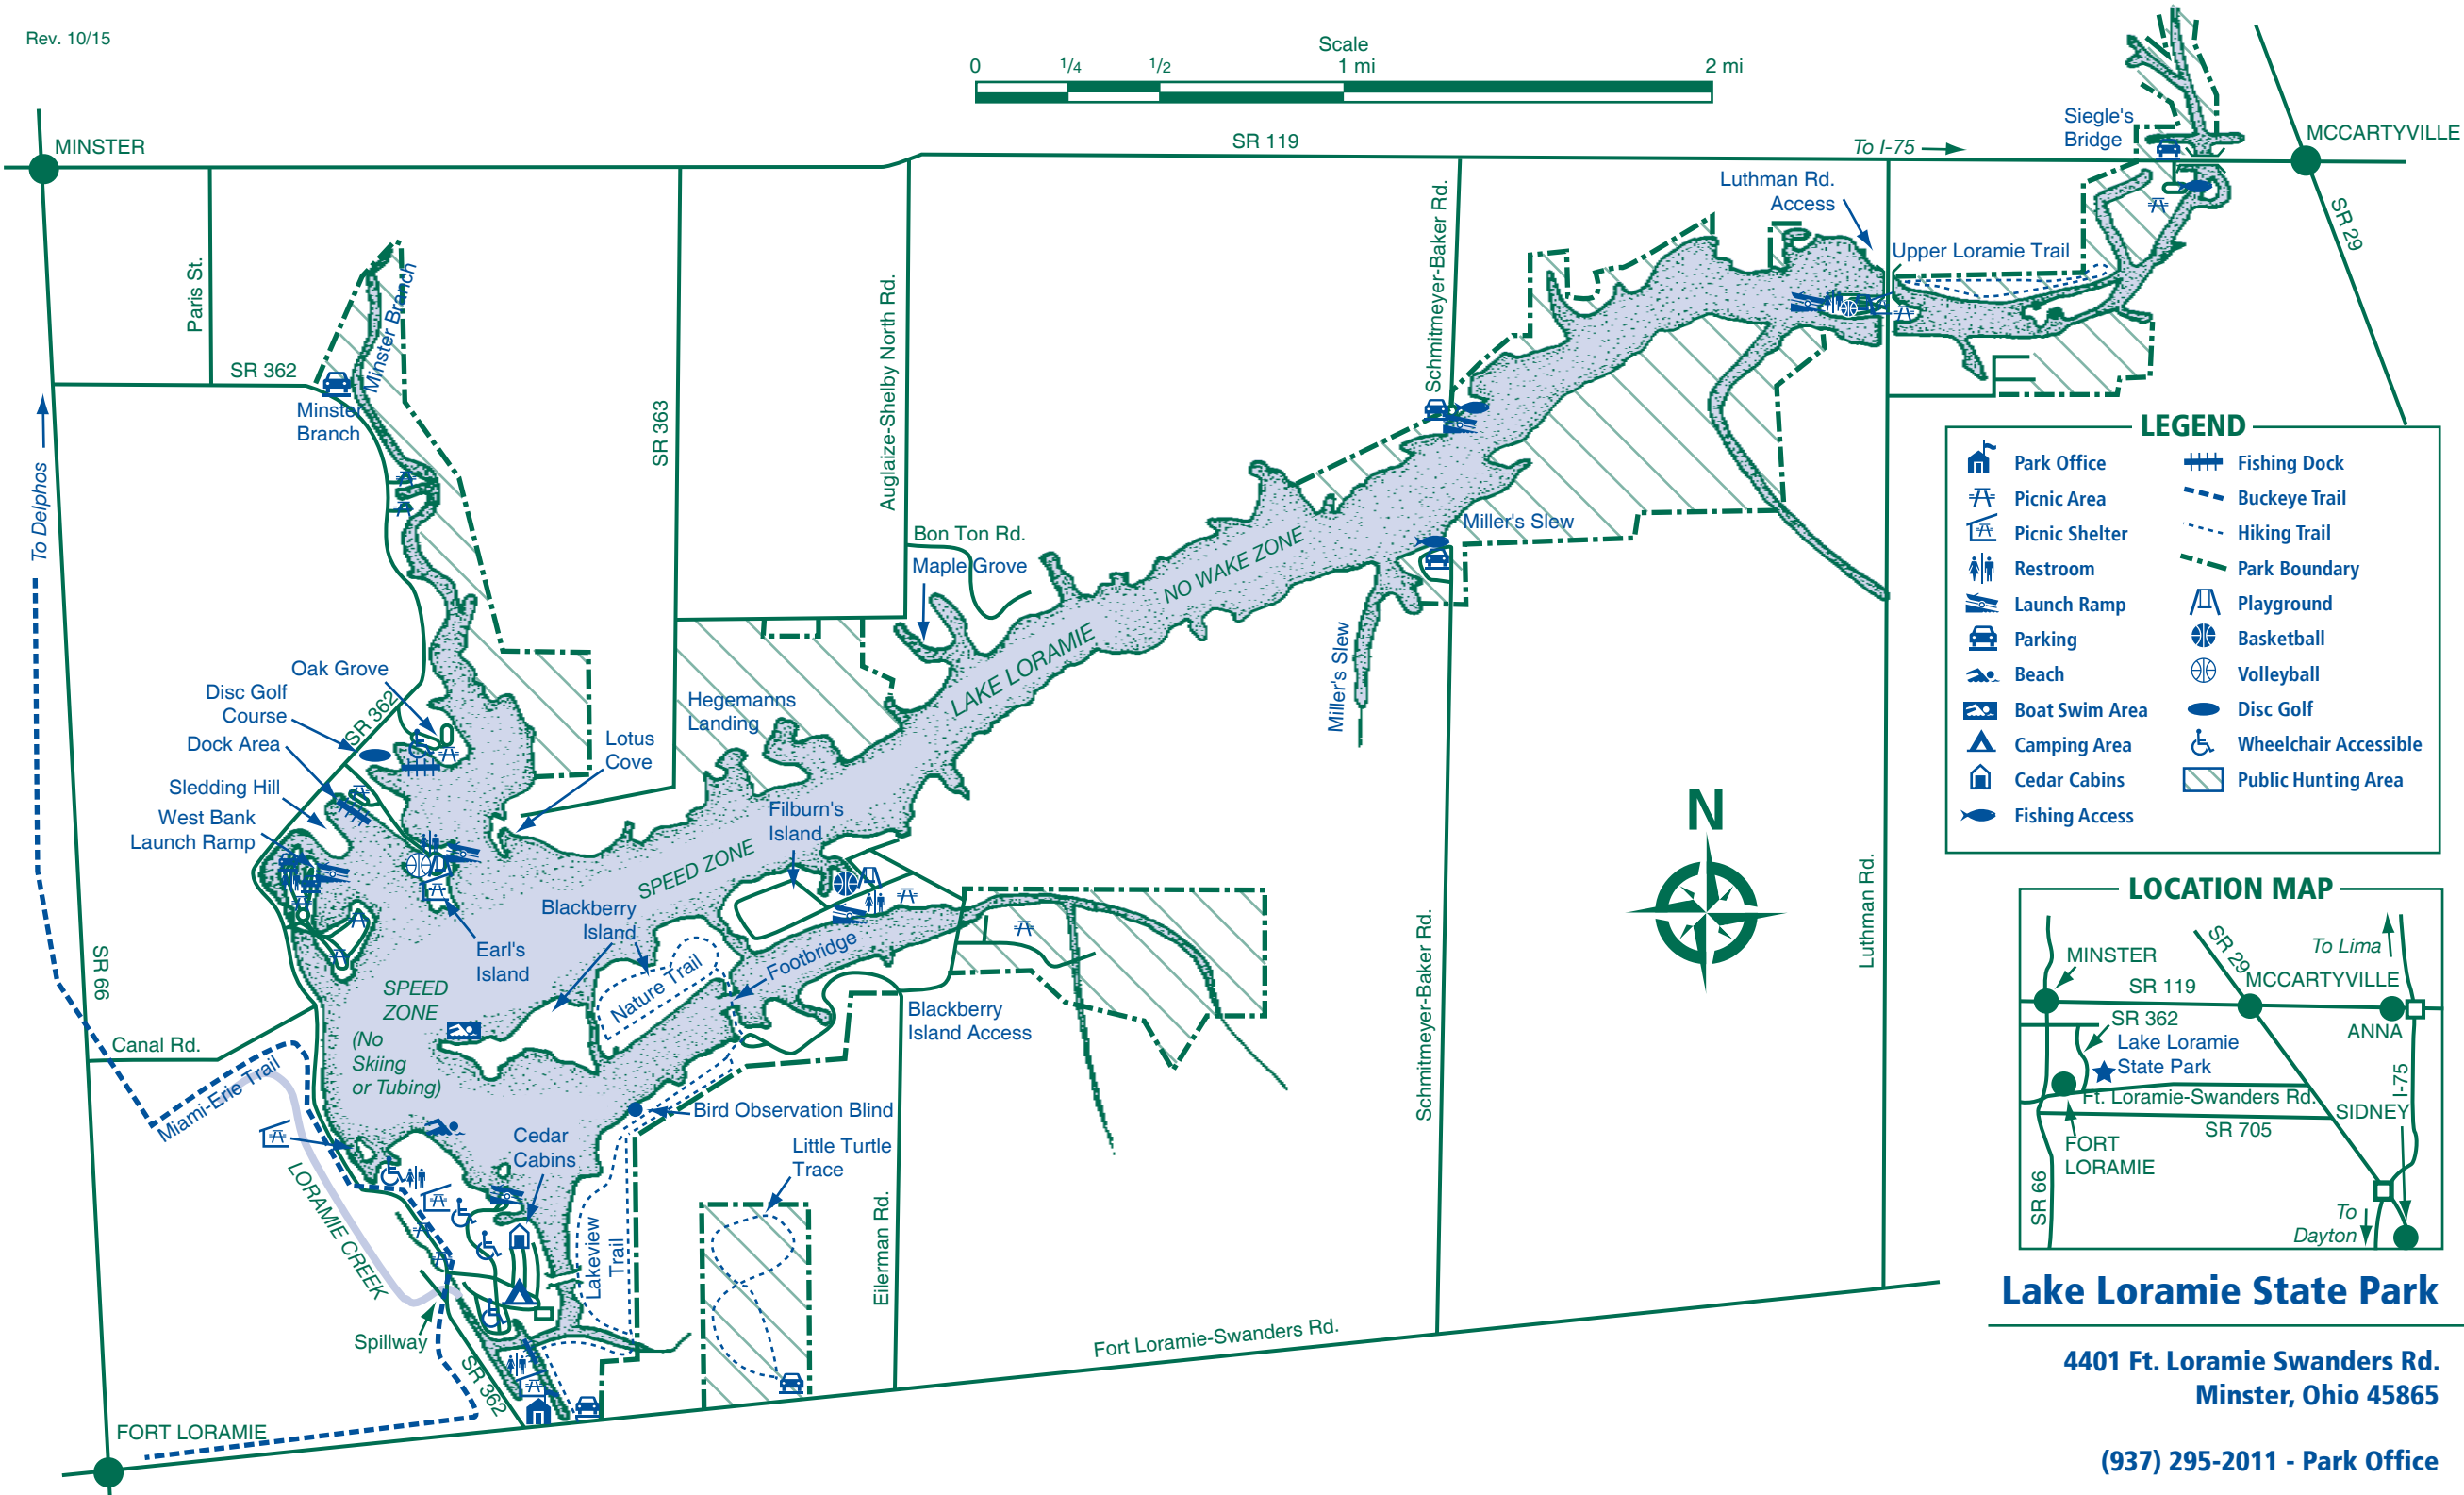 Rev. 10/15
Scale
0 1/4 1/2 1 mi 2 mi
MINSTER
SR 119
To I-75
Siegle's
Bridge
MCCARTYVILLE
SR 29
Luthman Rd.
Access
Upper Loramie Trail
Paris St.
SR 362
Minster Branch
Minster
Branch
SR 363
Auglaize-Shelby North Rd.
Schmitmeyer-Baker Rd.
To Delphos
Bon Ton Rd.
Maple Grove
NO WAKE ZONE
Miller's Slew
Miller's Slew
LAKE LORAMIE
Oak Grove
Disc Golf
Course
SR 362
Dock Area
Sledding Hill
West Bank
Launch Ramp
Lotus
Cove
Hegemanns
Landing
Filburn's
Island
SPEED ZONE
Blackberry
Island
Earl's
Island
SPEED
ZONE
(No
Skiing
or Tubing)
Nature Trail
Footbridge
Blackberry
Island Access
SR 66
Canal Rd.
Miami-Erie Trail
LORAMIE CREEK
Bird Observation Blind
Cedar
Cabins
Little Turtle
Trace
Lakeview
Trail
Eilerman Rd.
Schmitmeyer-Baker Rd.
Luthman Rd.
Spillway
SR 362
Fort Loramie-Swanders Rd.
FORT LORAMIE
N
LEGEND
Park Office
Picnic Area
Picnic Shelter
Restroom
Launch Ramp
Parking
Beach
Boat Swim Area
Camping Area
Cedar Cabins
Fishing Access
Fishing Dock
Buckeye Trail
Hiking Trail
Park Boundary
Playground
Basketball
Volleyball
Disc Golf
Wheelchair Accessible
Public Hunting Area
LOCATION MAP
SR 29
To Lima
MINSTER
SR 119
MCCARTYVILLE
SR 362
ANNA
Lake Loramie
State Park
I-75
Ft. Loramie-Swanders Rd.
SIDNEY
SR 705
FORT
LORAMIE
SR 66
To
Dayton
Lake Loramie State Park
4401 Ft. Loramie Swanders Rd.
Minster, Ohio 45865
(937) 295-2011 - Park Office